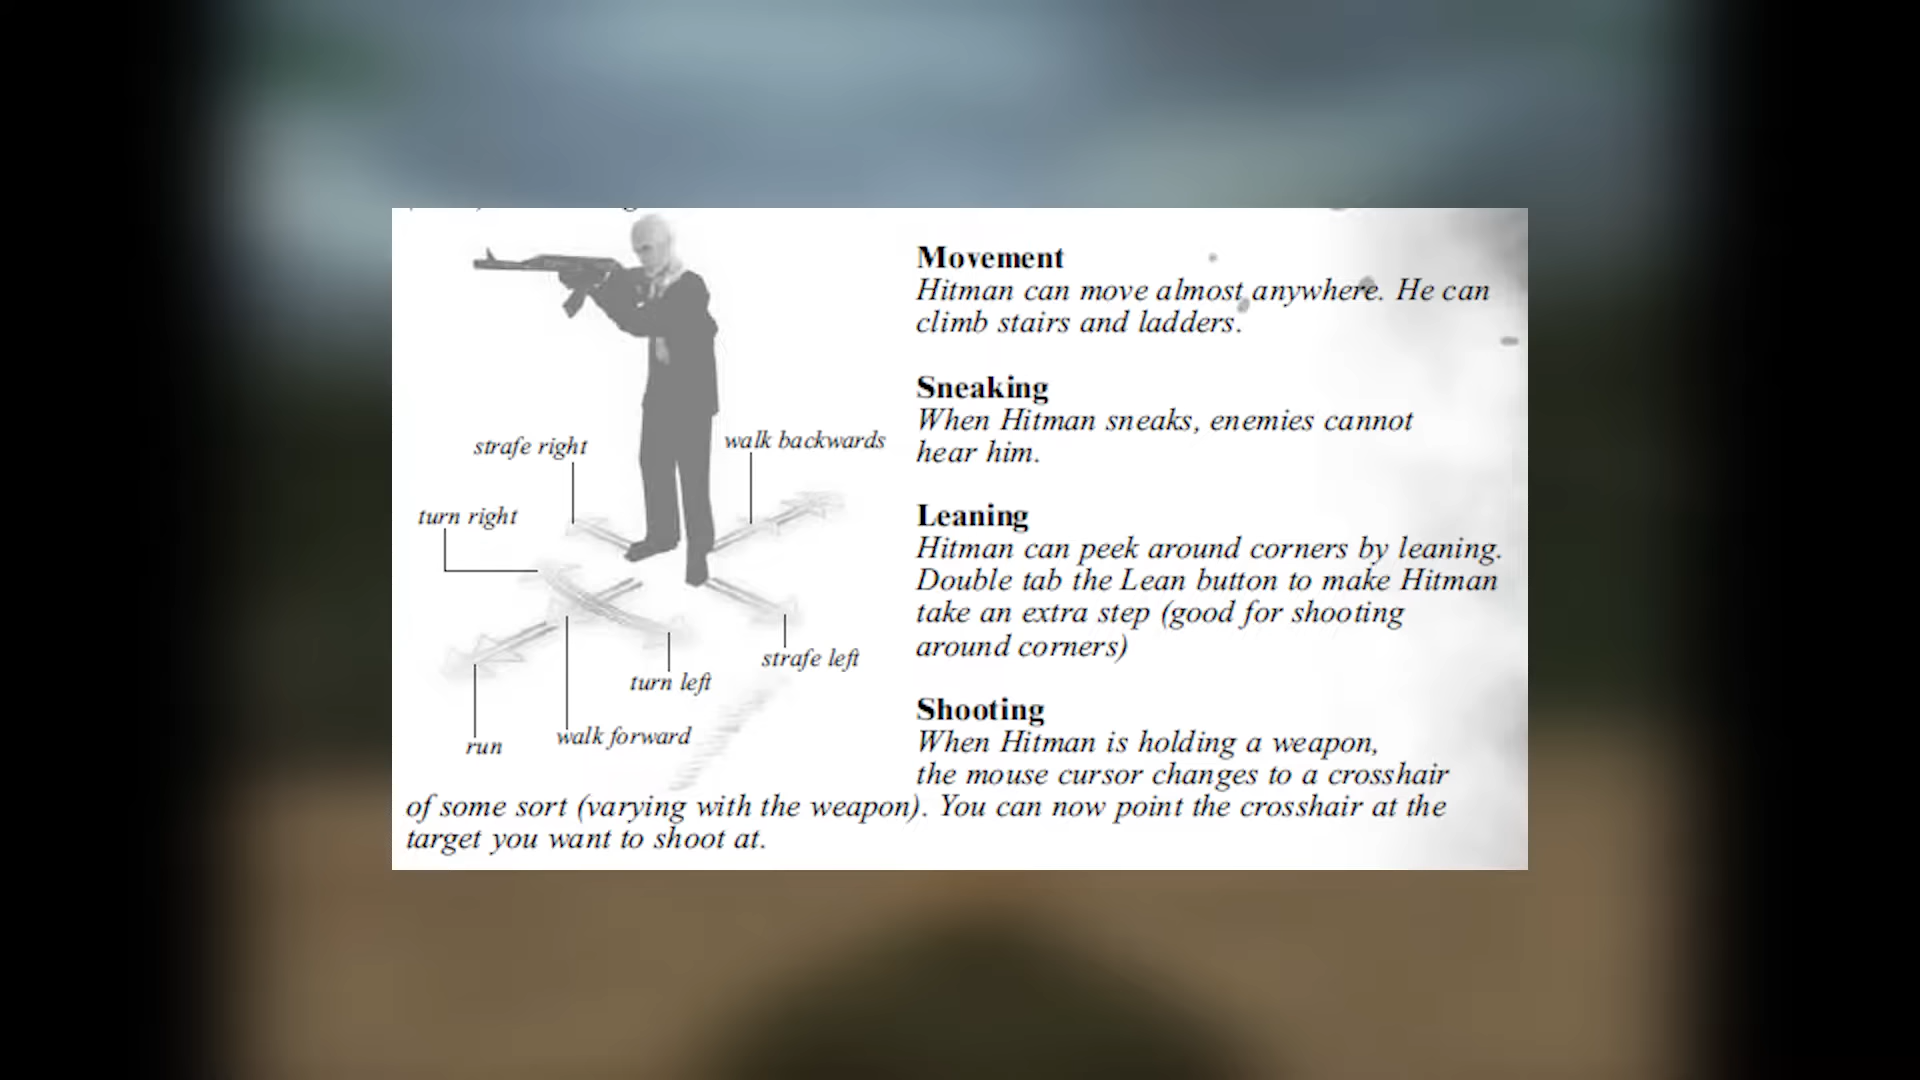 Movement
Hitman can move almost anywhere. He can
climb stairs and ladders.
Sneaking
When Hitman sneaks, enemies cannot
hear him.
Leaning
Hitman can peek around corners by leaning.
Double tab the Lean button to make Hitman
take an extra step (good for shooting
around corners)
Shooting
When Hitman is holding a weapon,
the mouse cursor changes to a crosshair
of some sort (varying with the weapon). You can now point the crosshair at the
target you want to shoot at.
strafe right
walk backwards
turn right
strafe left
turn left
walk forward
run